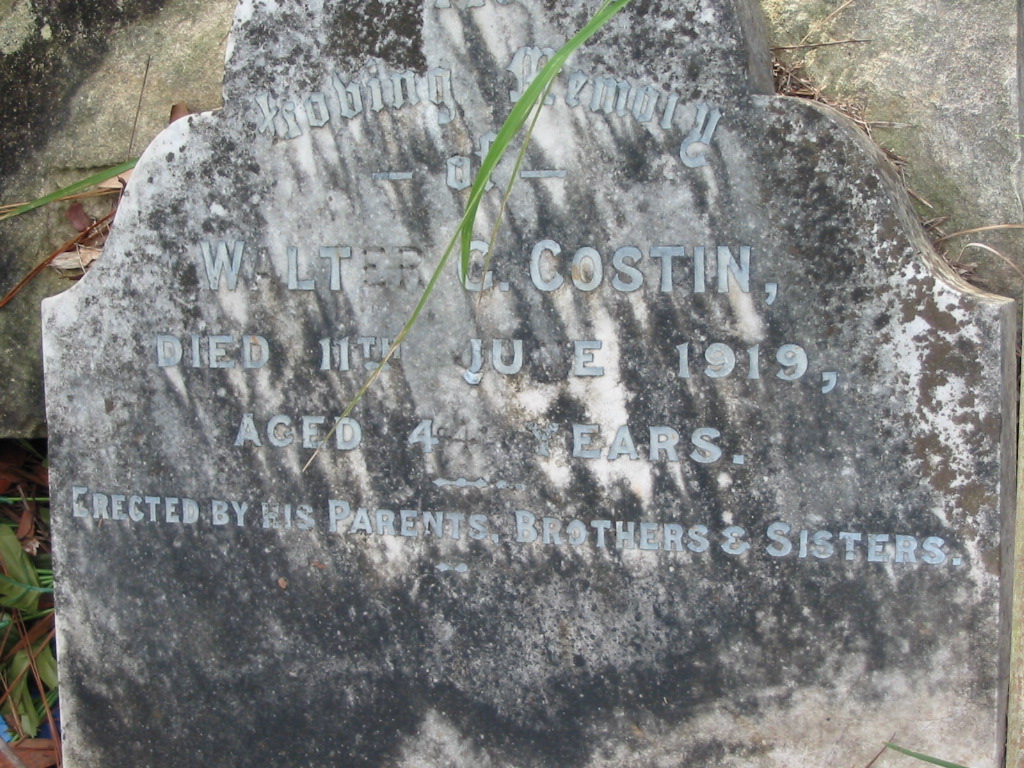 Loving Memory
of
WALTER G. COSTIN,
DIED 11TH JUNE 1919,
AGED YEARS.
ERECTED BY HIS PARENTS, BROTHERS & SISTERS.